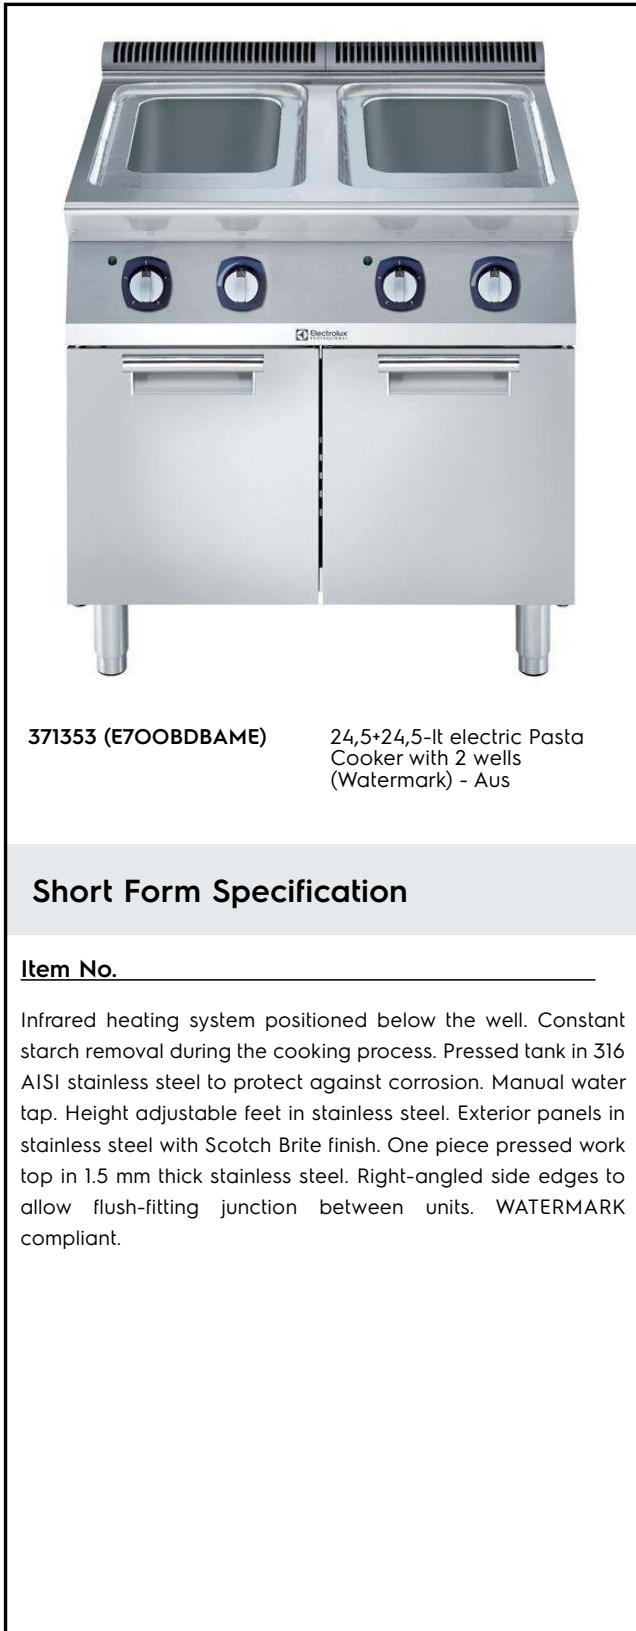 Electrolux
PROFESSIONAL
371353 (E7OOBDBAME)
24,5+24,5-lt electric Pasta
Cooker with 2 wells
(Watermark) - Aus
Short Form Specification
Item No.
Infrared heating system positioned below the well. Constant
starch removal during the cooking process. Pressed tank in 316
AISI stainless steel to protect against corrosion. Manual water
tap. Height adjustable feet in stainless steel. Exterior panels in
stainless steel with Scotch Brite finish. One piece pressed work
top in 1.5 mm thick stainless steel. Right-angled side edges to
allow flush-fitting junction between units. WATERMARK
compliant.